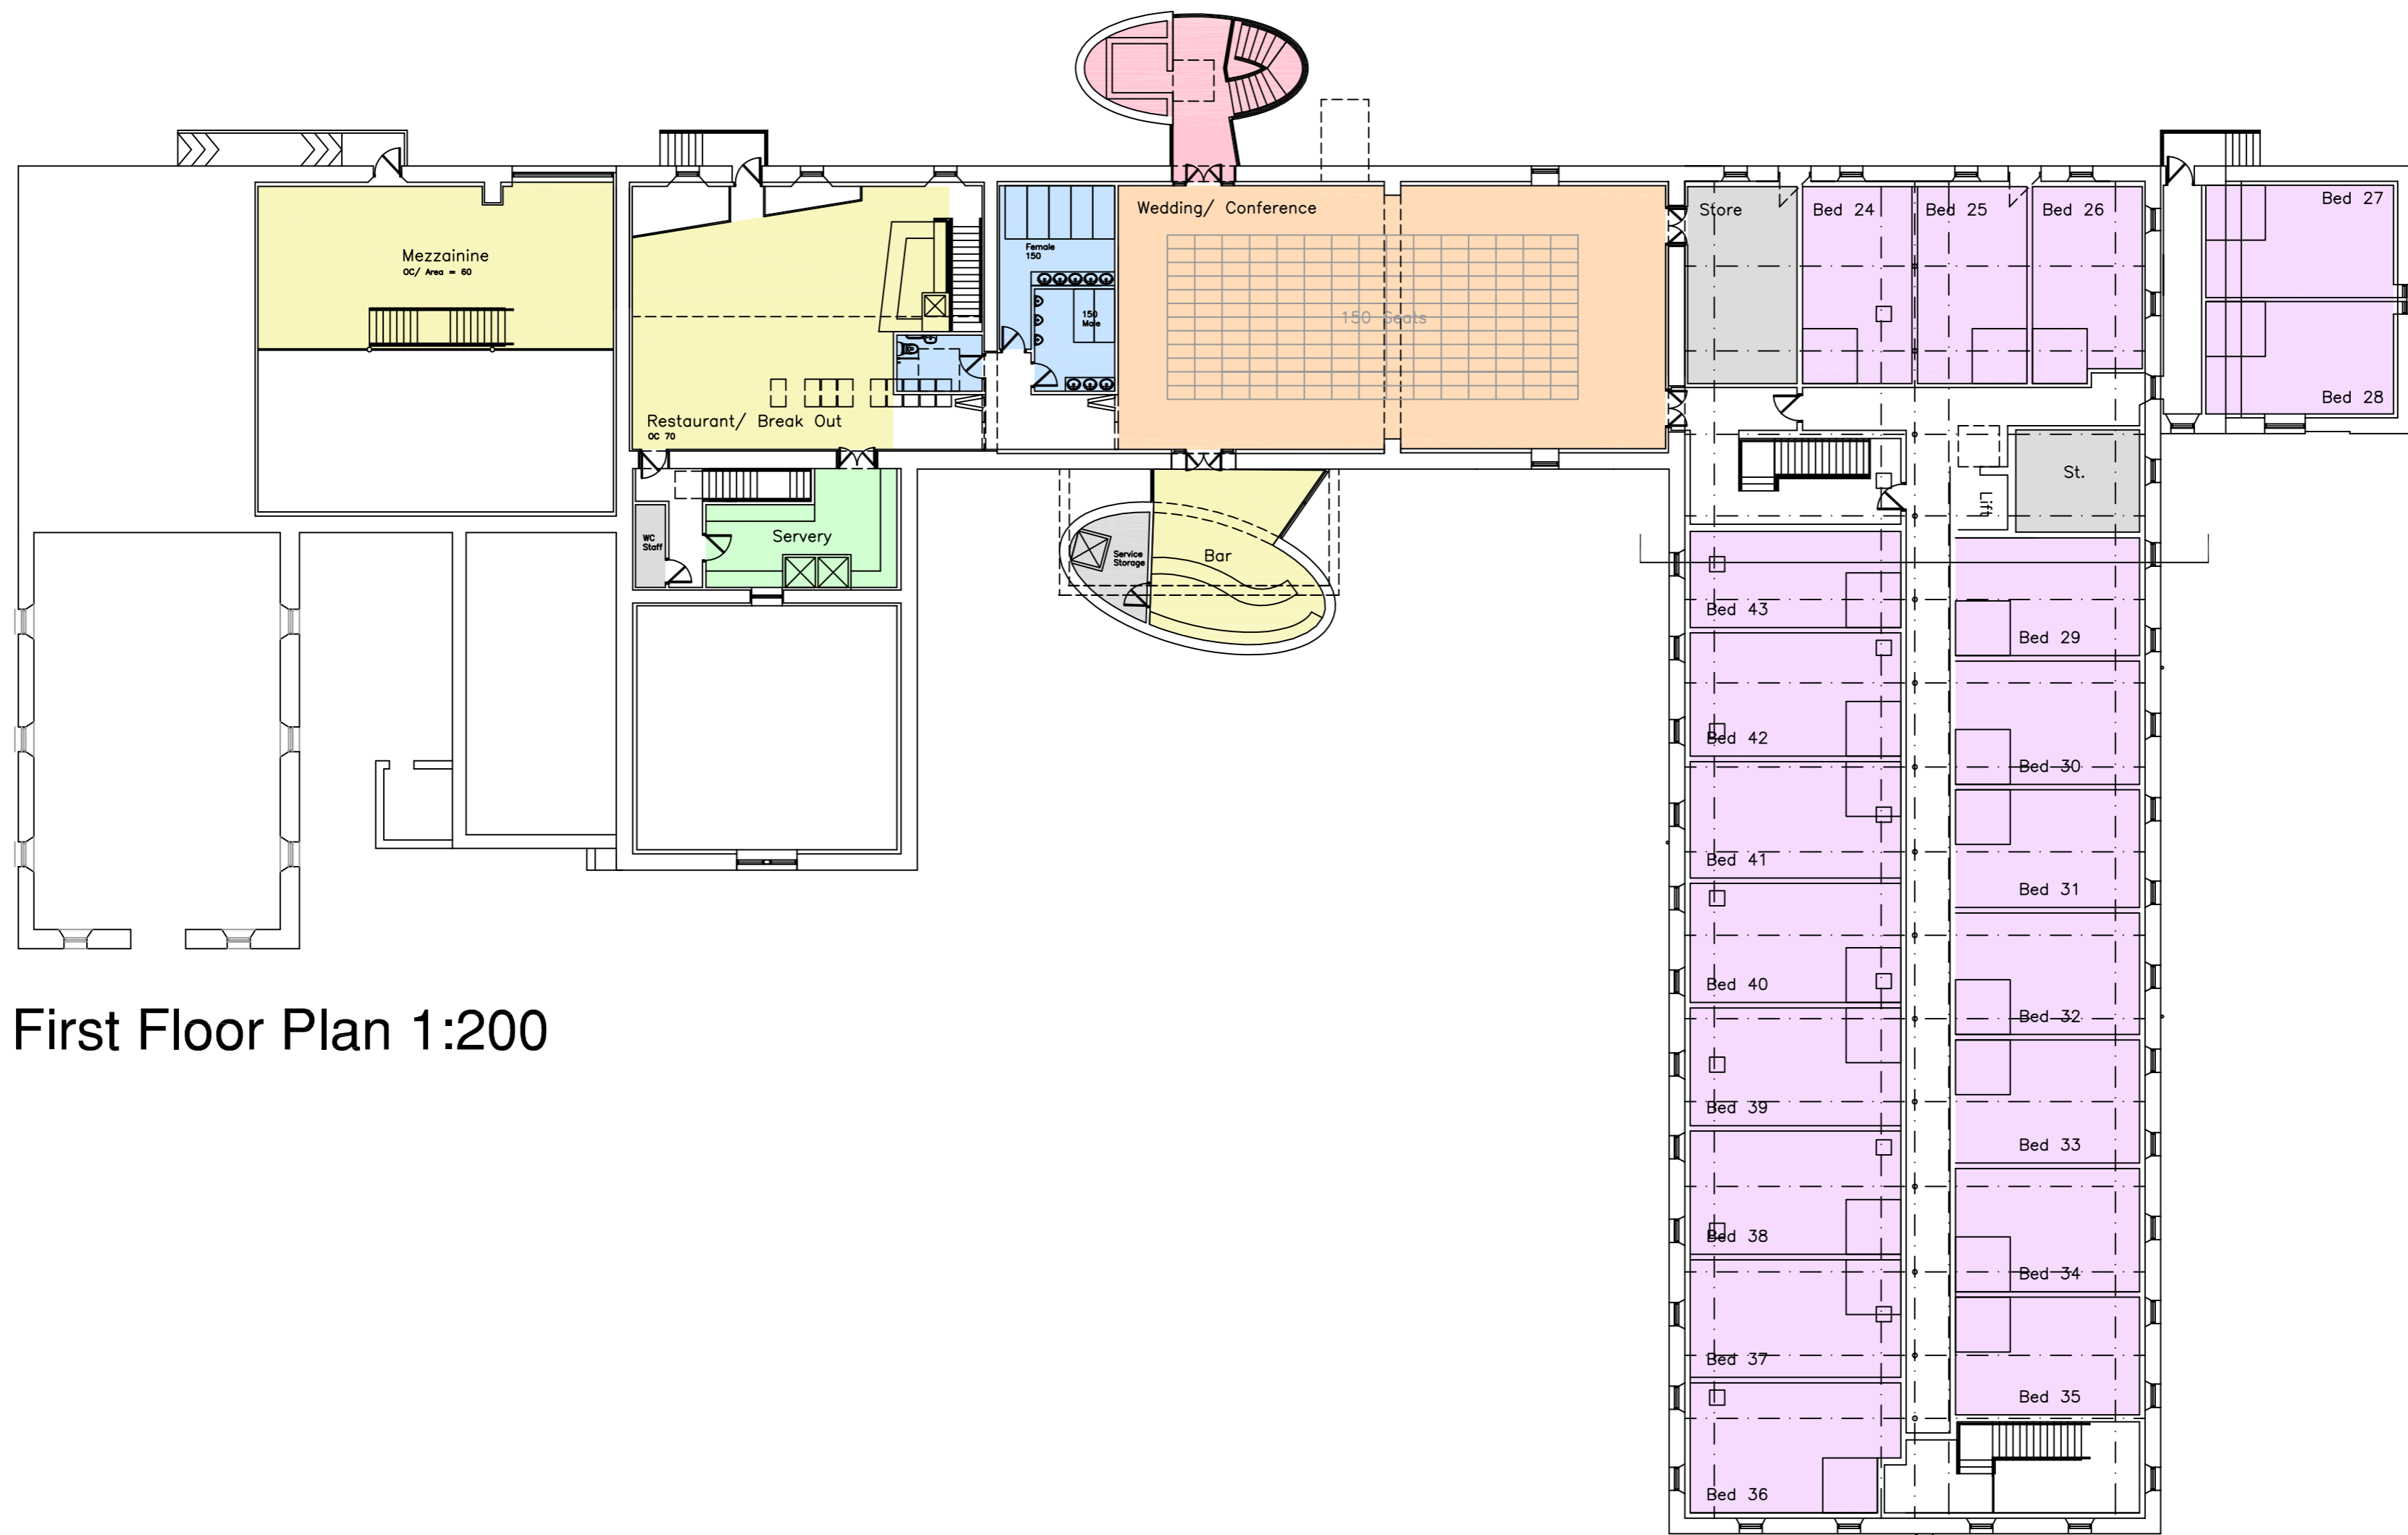 Wedding/ Conference
Store
Bed 24
Bed 25
Bed 26
Bed 27
Mezzainine
OC/ Area = 60
Female
150
150
Male
150 Seats
Bed 28
Restaurant/ Break Out
OC 70
St.
Lift
WC
Staff
Servery
Service
Storage
Bar
Bed 43
Bed 29
Bed 42
Bed 30
Bed 41
Bed 31
Bed 40
Bed 32
Bed 39
Bed 33
Bed 38
Bed 34
Bed 37
Bed 35
Bed 36
First Floor Plan 1:200